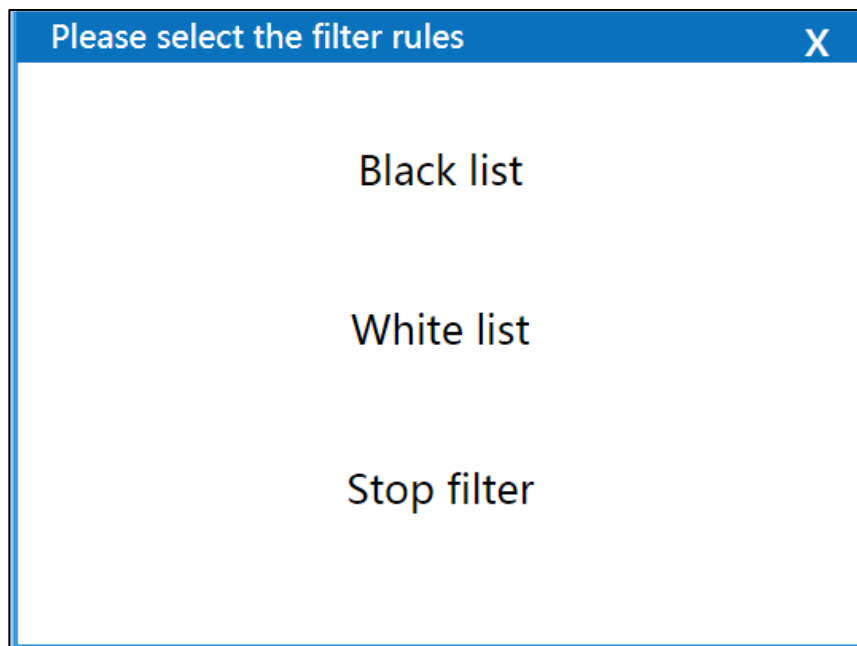 Please select the filter rules X
Black list
White list
Stop filter